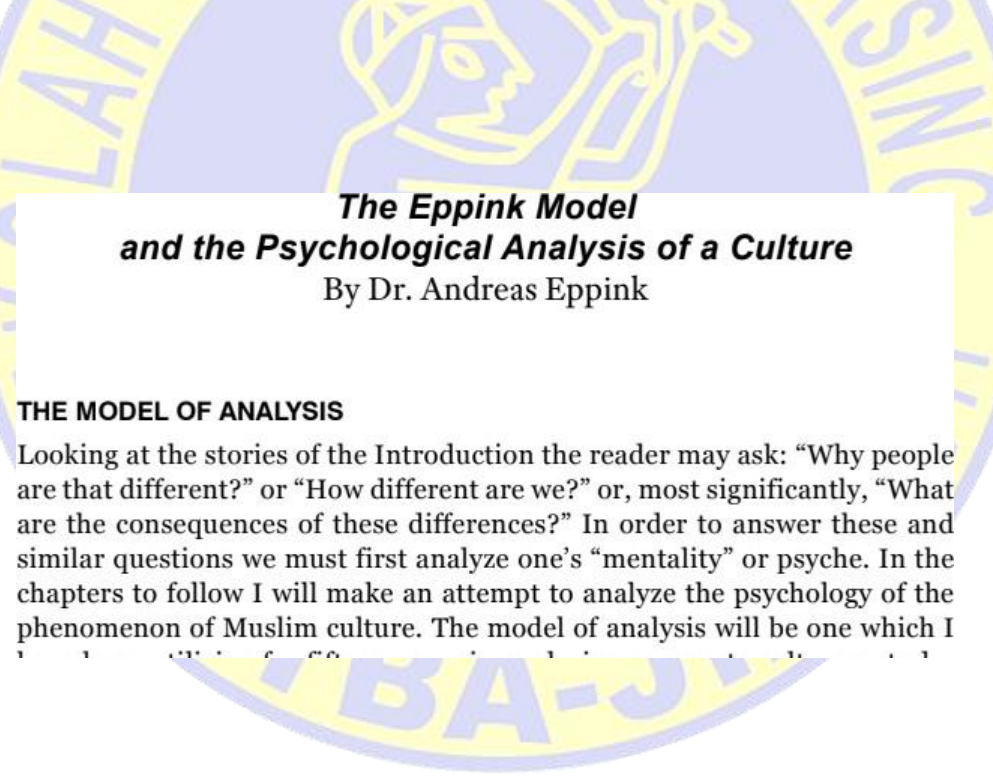 The Eppink Model
and the Psychological Analysis of a Culture
By Dr. Andreas Eppink
THE MODEL OF ANALYSIS
Looking at the stories of the Introduction the reader may ask: “Why people
are that different?” or “How different are we?” or, most significantly, “What
are the consequences of these differences?” In order to answer these and
similar questions we must first analyze one’s “mentality” or psyche. In the
chapters to follow I will make an attempt to analyze the psychology of the
phenomenon of Muslim culture. The model of analysis will be one which I